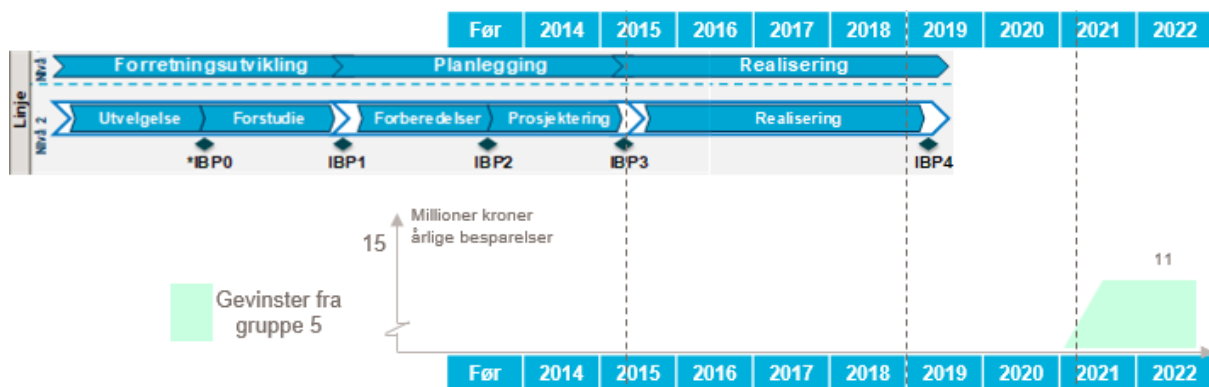 Før 2014 2015 2016 2017 2018 2019 2020 2021 2022
Linje
Nivå
Forretningsutvikling Planlegging Realisering
Nivå 2
Utvelgelse Forstudie Forberedelser Prosjektering Realisering
*IBP0 IBP1 IBP2 IBP3 IBP4
Millioner kroner
årlige besparelser
15
11
Gevinster fra
gruppe 5
Før 2014 2015 2016 2017 2018 2019 2020 2021 2022